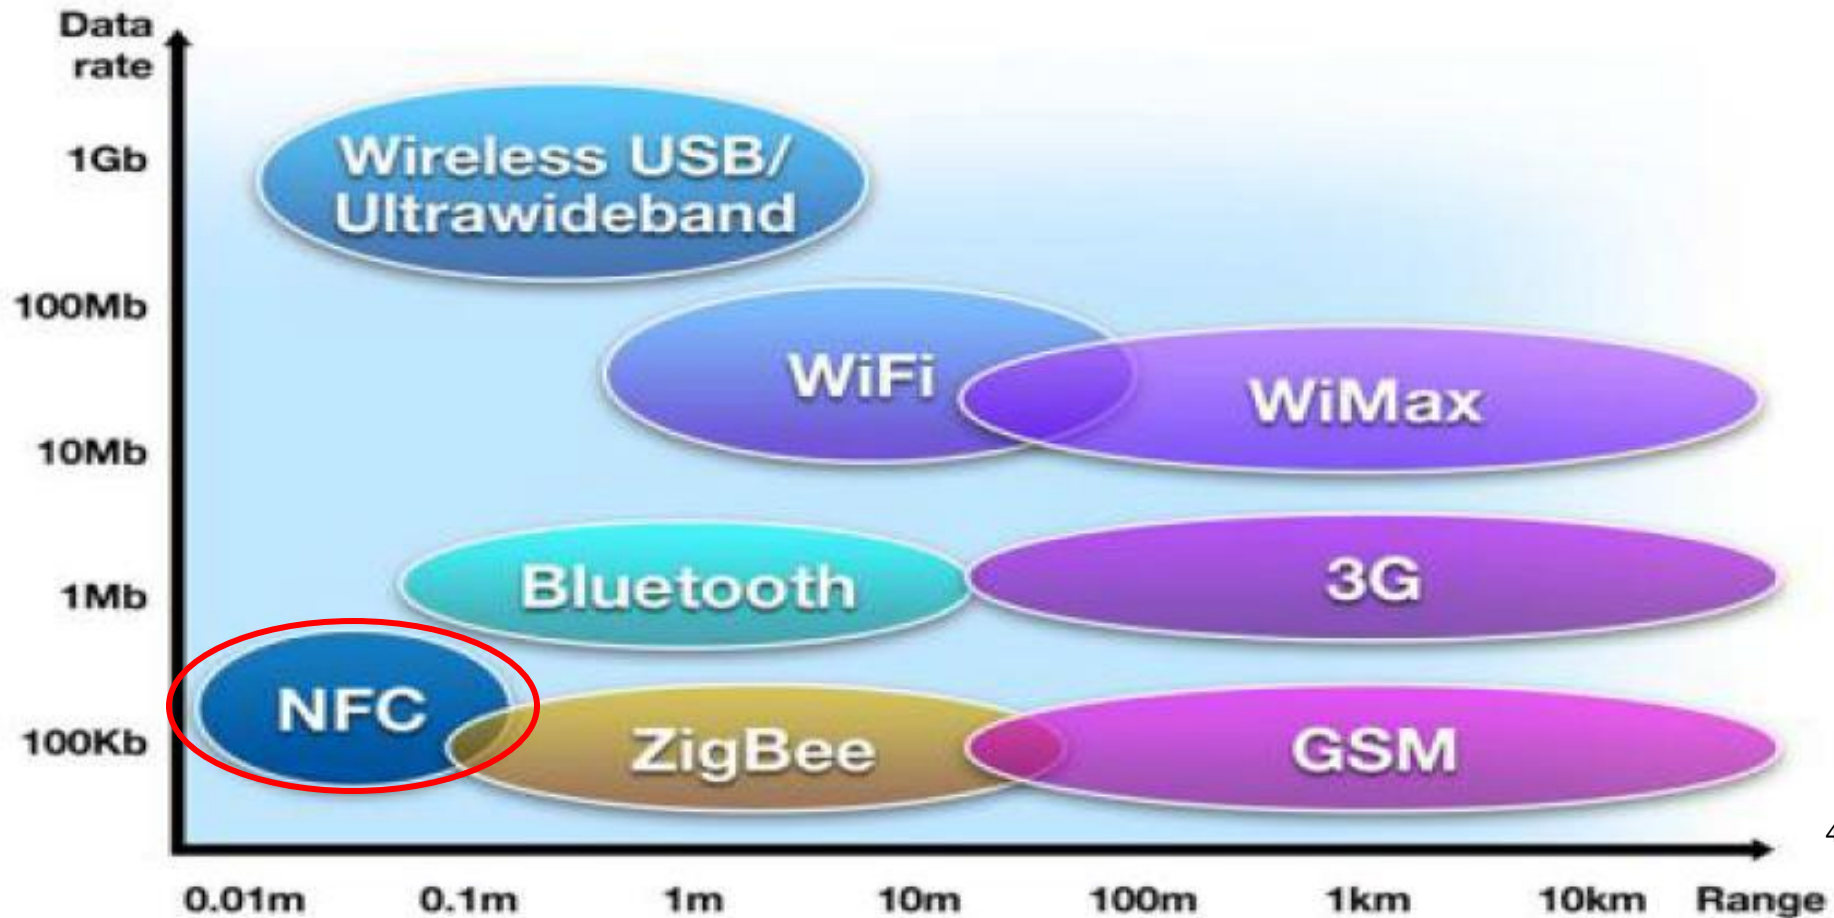 Data
rate
1Gb
100Mb
10Mb
1Mb
100Kb
Wireless USB/
Ultrawideband
WiFi
WiMax
Bluetooth
3G
NFC
ZigBee
GSM
4
0.01m 0.1m 1m 10m 100m 1km 10km Range